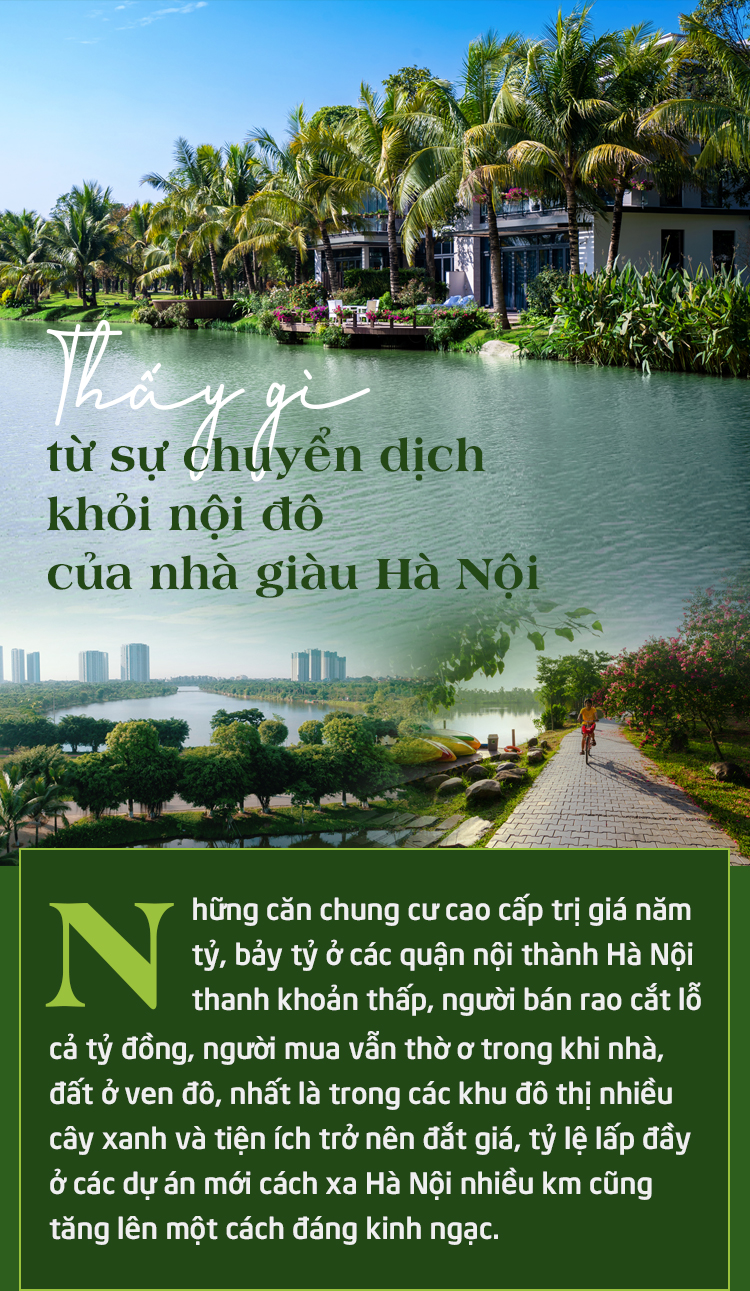 Thấy gì
từ sự chuyển dịch
khỏi nội đô
của nhà giàu Hà Nội
Những căn chung cư cao cấp trị giá năm
tỷ, bảy tỷ ở các quận nội thành Hà Nội
thanh khoản thấp, người bán rao cắt lỗ
cả tỷ đồng, người mua vẫn thờ ơ trong khi nhà,
đất ở ven đô, nhất là trong các khu đô thị nhiều
cây xanh và tiện ích trở nên đắt giá, tỷ lệ lấp đầy
ở các dự án mới cách xa Hà Nội nhiều km cũng
tăng lên một cách đáng kinh ngạc.